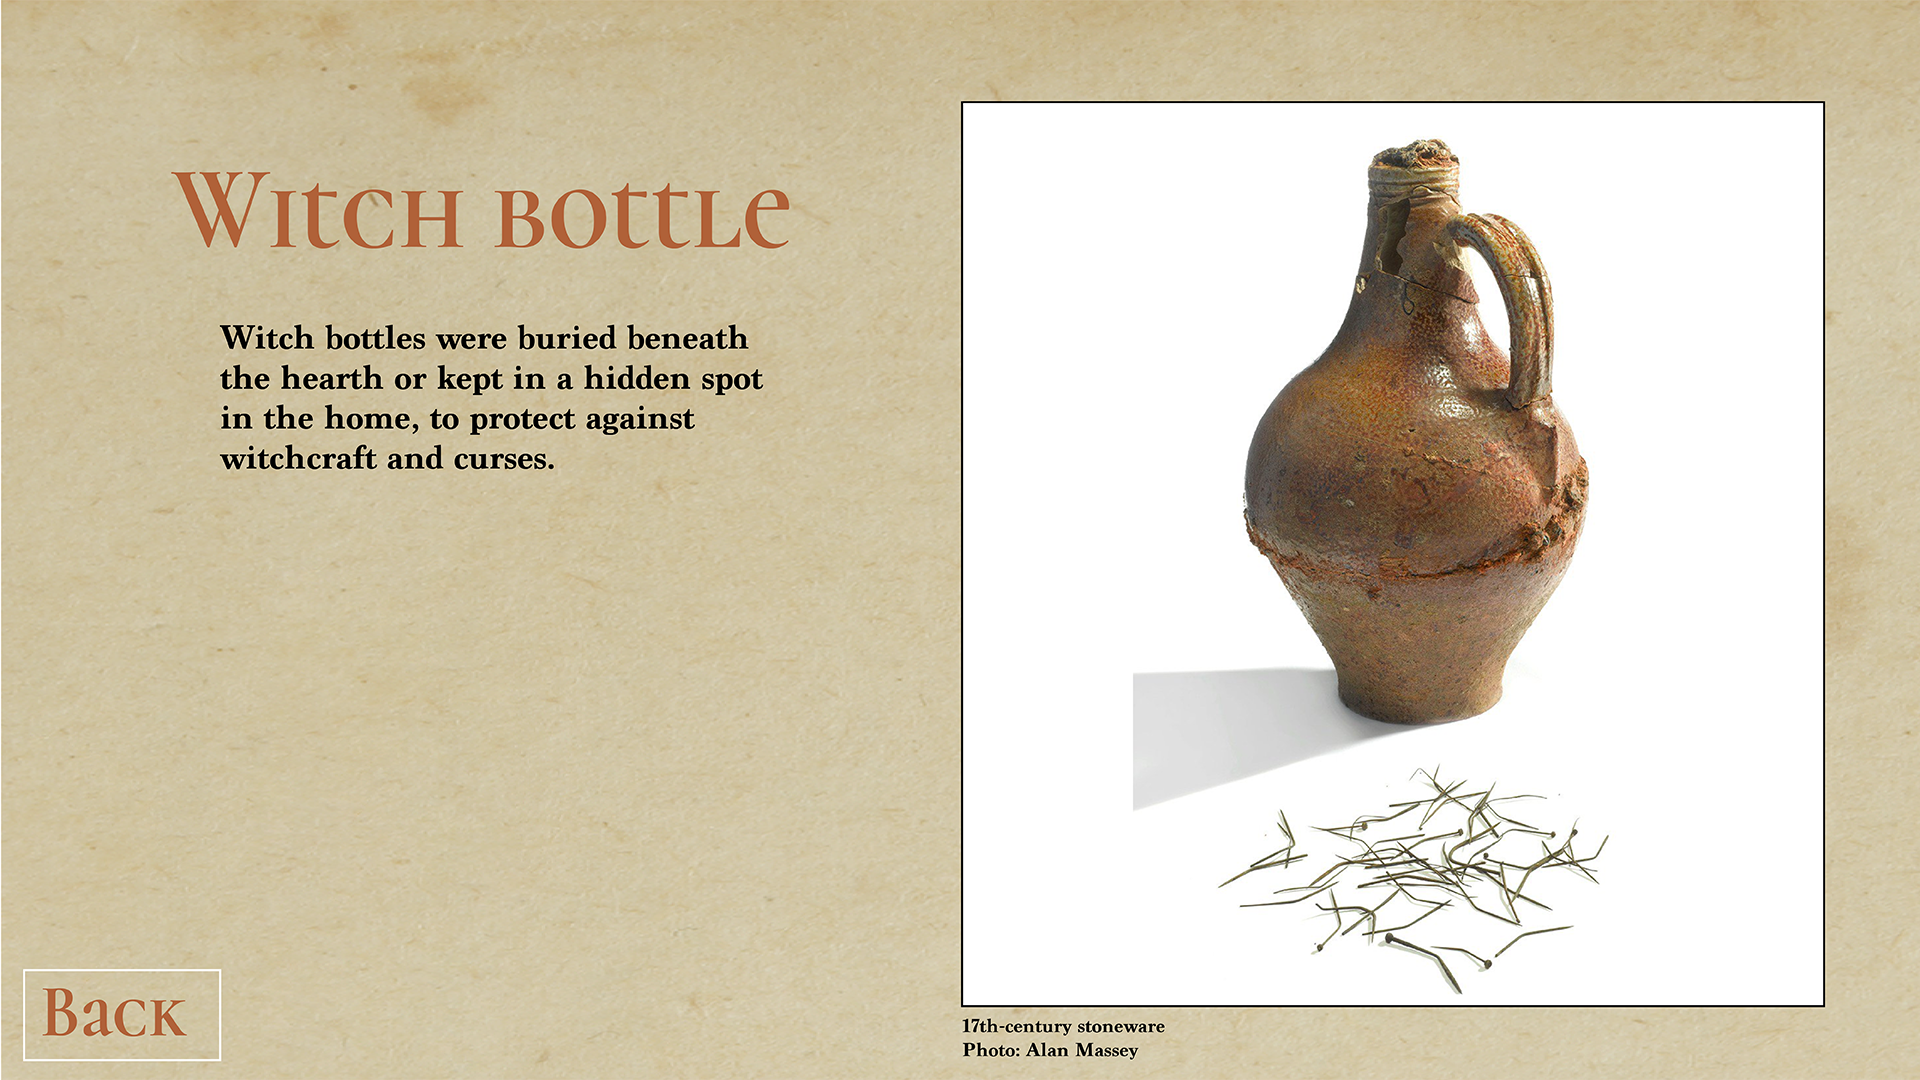 Witch bottle
Witch bottles were buried beneath
the hearth or kept in a hidden spot
in the home, to protect against
witchcraft and curses.
17th-century stoneware
Photo: Alan Massey
Back